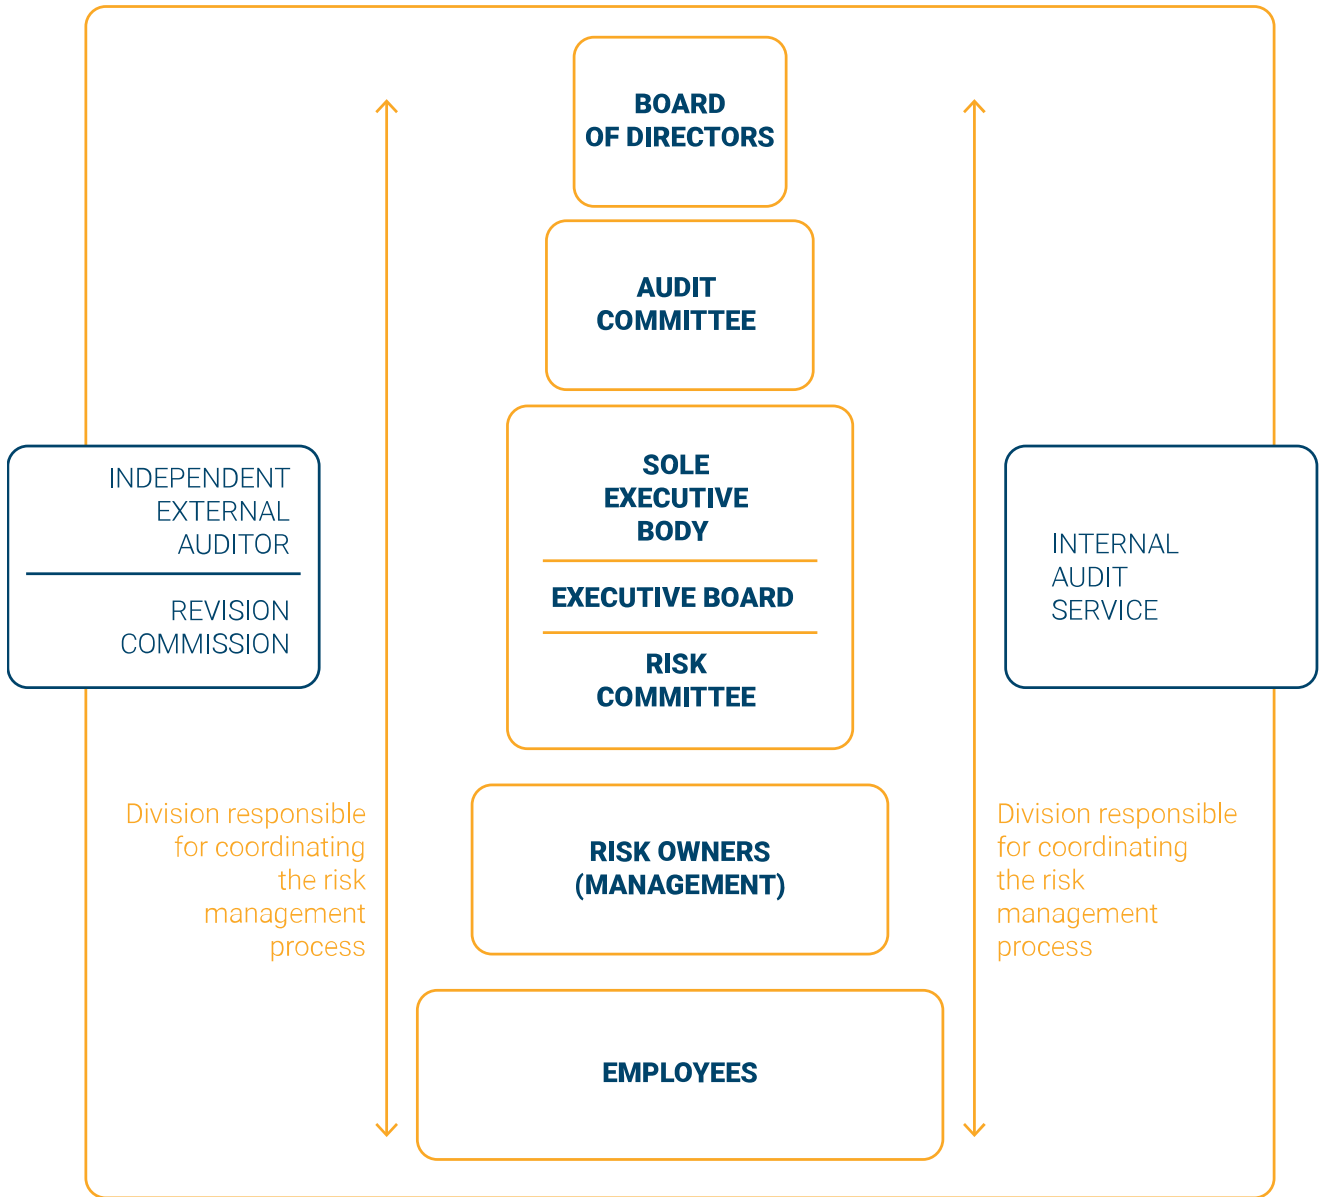 BOARD
OF DIRECTORS
AUDIT
COMMITTEE
SOLE
EXECUTIVE
BODY
EXECUTIVE BOARD
RISK
COMMITTEE
INDEPENDENT
EXTERNAL
AUDITOR
REVISION
COMMISSION
INTERNAL
AUDIT
SERVICE
Division responsible
for coordinating
the risk
management
process
RISK OWNERS
(MANAGEMENT)
Division responsible
for coordinating
the risk
management
process
EMPLOYEES